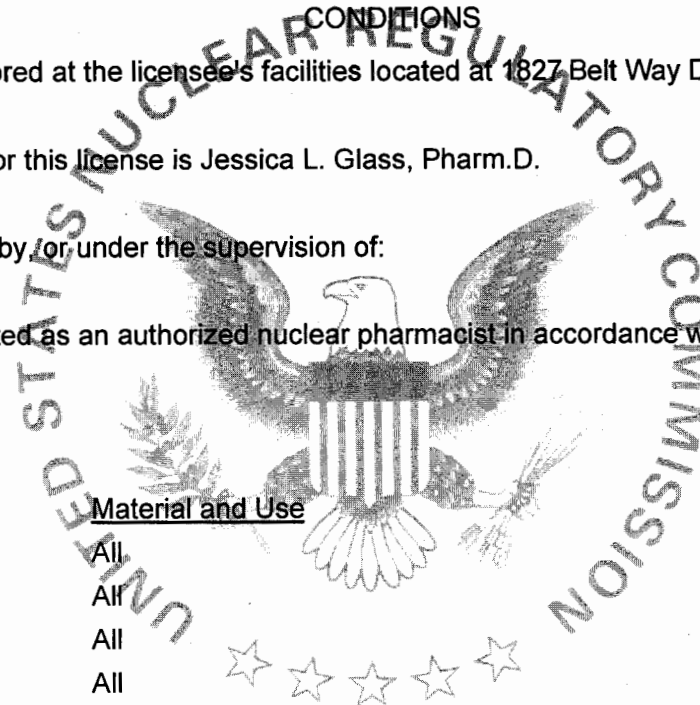 CONDITIONS
ored at the licensee's facilities located at 1827 Belt Way D
or this license is Jessica L. Glass, Pharm.D.
by, or under the supervision of:
ted as an authorized nuclear pharmacist in accordance w
Material and Use
All
All
All
All
UNITED STATES NUCLEAR REGULATORY COMMISSION